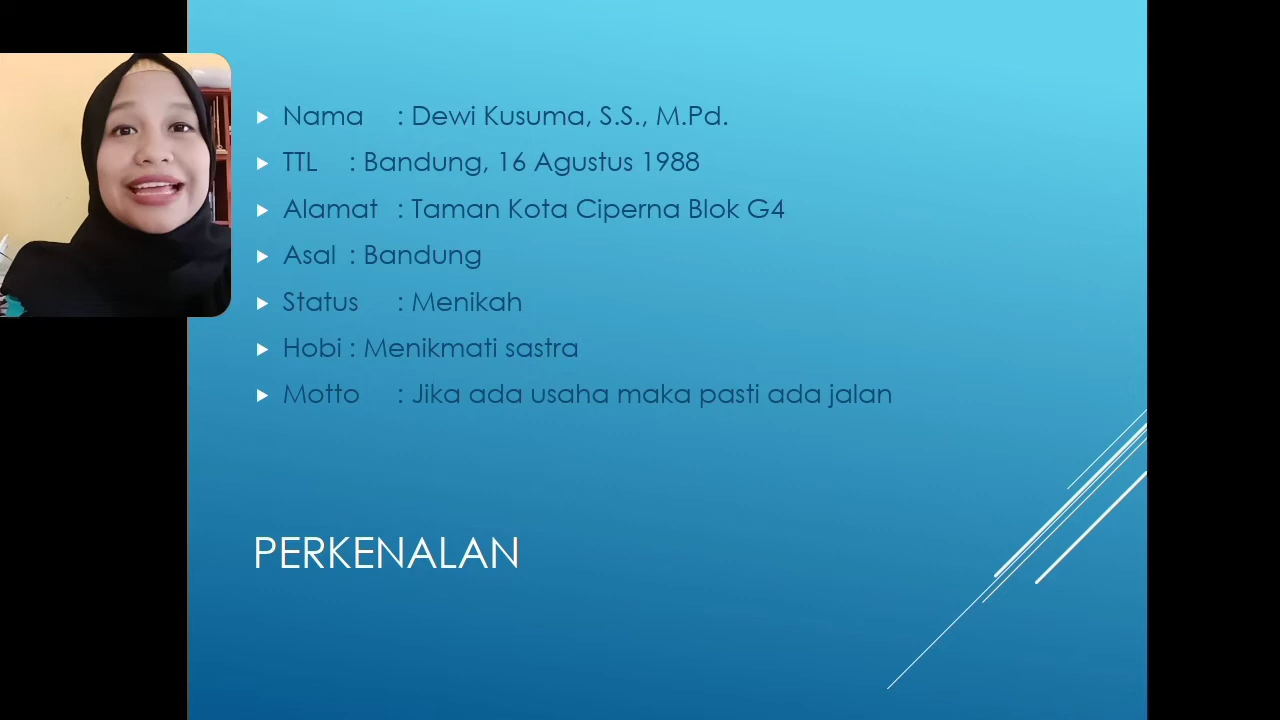 Nama : Dewi Kusuma, S.S., M.Pd.
TTL : Bandung, 16 Agustus 1988
Alamat : Taman Kota Ciperna Blok G4
Asal : Bandung
Status : Menikah
Hobi : Menikmati sastra
Motto : Jika ada usaha maka pasti ada jalan
PERKENALAN